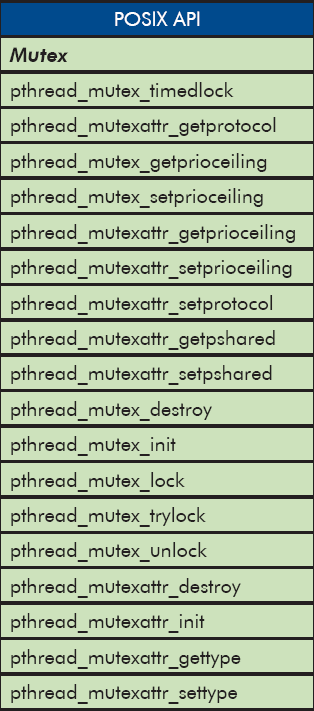 POSIX API
Mutex
pthread_mutex_timedlock
pthread_mutexattr_getprotocol
pthread_mutex_getprioceiling
pthread_mutex_setprioceiling
pthread_mutexattr_getprioceiling
pthread_mutexattr_setprioceiling
pthread_mutexattr_setprotocol
pthread_mutexattr_getpshared
pthread_mutexattr_setpshared
pthread_mutex_destroy
pthread_mutex_init
pthread_mutex_lock
pthread_mutex_trylock
pthread_mutex_unlock
pthread_mutexattr_destroy
pthread_mutexattr_init
pthread_mutexattr_gettype
pthread_mutexattr_settype